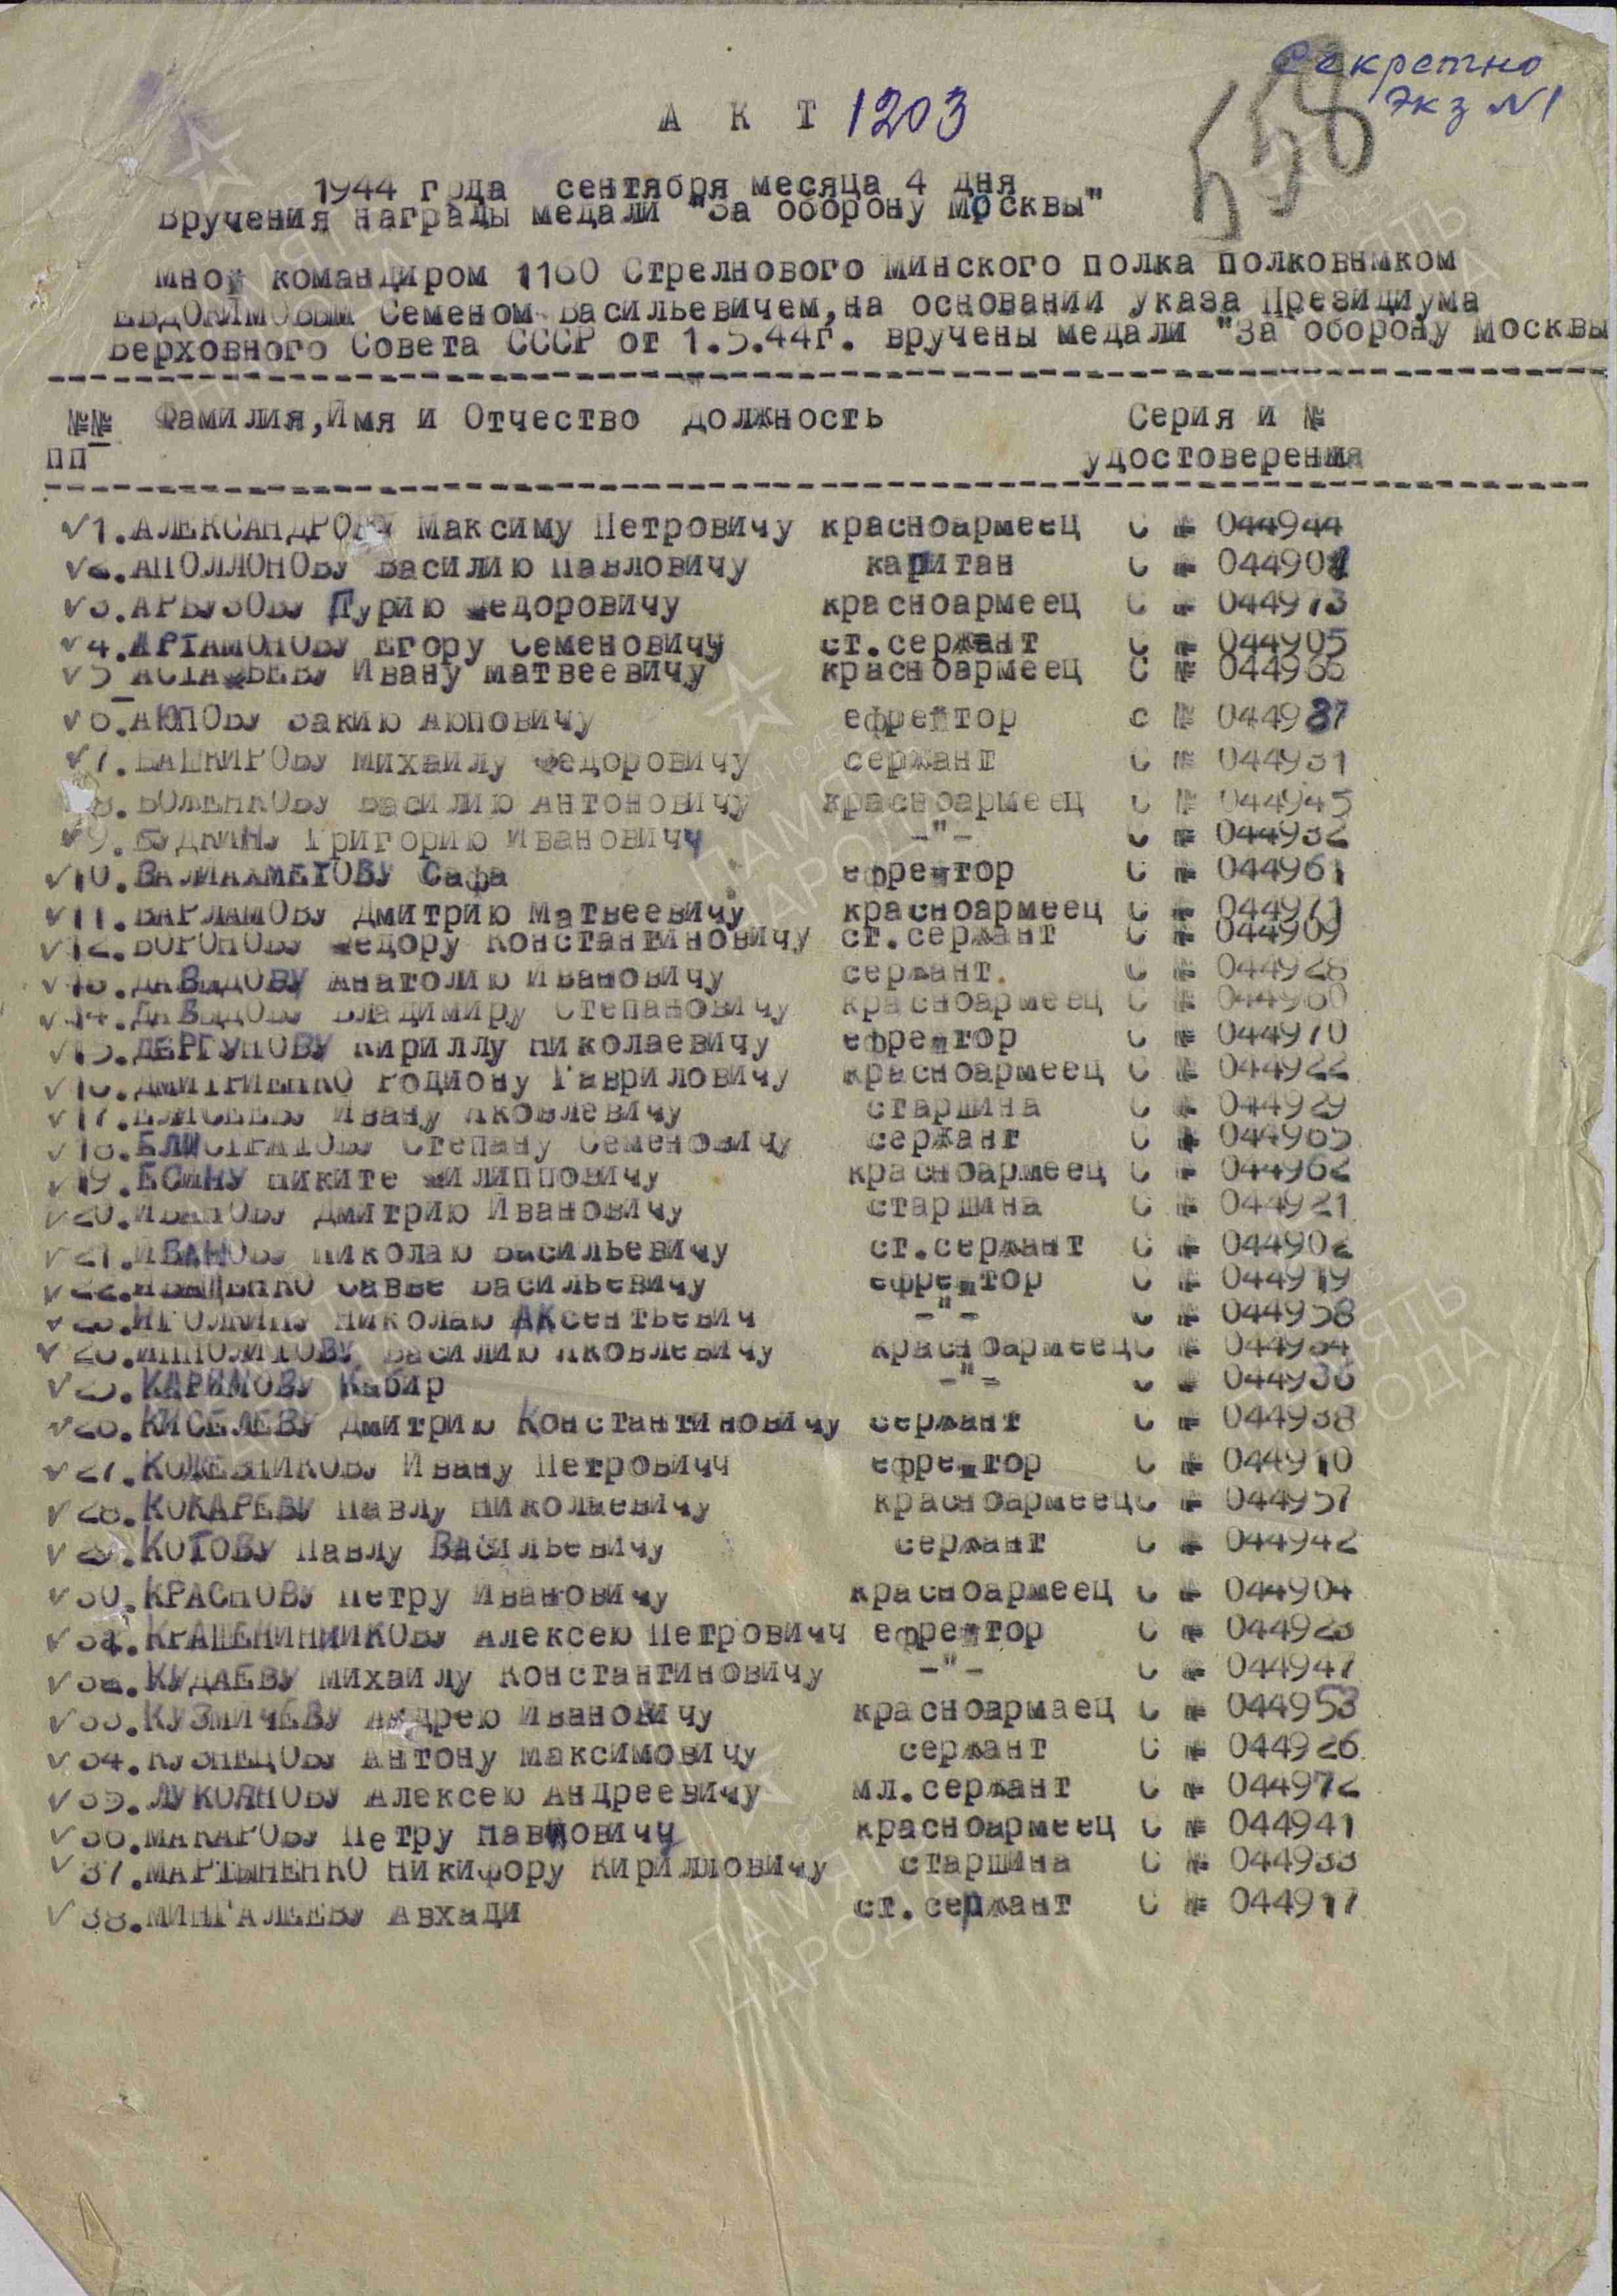 Секретно
Экз №1
А К Т 1203
1944 года сентября месяца 4 дня
Вручения награды медали "За оборону Москвы"
Мной командиром 1160 Стрелкового Минского полка полковником
ЕВДОКИМОВЫМ Семеном Васильевичем, на основании указа Президиума
Верховного Совета СССР от 1.5.44г. вручены медали "За оборону Москвы
№№ Фамилия, Имя и Отчество Должность Серия и №
пп удостоверения
1. АЛЕКСАНДРОВУ Максиму Петровичу красноармеец С № 044944
2. АПОЛЛОНОВУ Василию Павловичу капитан С № 044901
3. АРБУЗОВУ Гурию Федоровичу красноармеец С № 044973
4. АРТАМОНОВУ Егору Семеновичу ст.сержант С № 044905
5 АСТАФЬЕВУ Ивану Матвеевичу красноармеец С № 044966
6. АЮПОВУ Закию Аюповичу ефрейтор с № 044937
7. БАШКИРОВУ Михаилу Федоровичу сержант С № 044931
8. БОЖЕНКОВУ Василию Антоновичу красноармеец С № 044945
9. БУДКИНУ Григорию Ивановичу -"- С № 044932
10. ВАЛИАХМЕТОВУ Сафа ефрейтор С № 044961
11. ВАРЛАМОВУ Дмитрию Матвеевичу красноармеец С № 044971
12. ВОРОНОВУ Федору Константиновичу ст.сержант С № 044909
13. ДАВЫДОВУ Анатолию Ивановичу сержант. С № 044928
14. ДАВЫДОВУ Владимиру Степановичу красноармеец С № 044960
15. ДЕРГУНОВУ Кириллу Николаевичу ефрейтор С № 044970
16. ДМИТРИЕНКО Родиону Гавриловичу красноармеец С № 044922
17. ЕЛИСЕЕВУ Ивану Яковлевичу старшина С № 044929
18. ЕЛИСТРАТОВУ Степану Семеновичу сержант С № 044965
19. ЕСИНУ Никите Филипповичу красноармеец С № 044962
20. ИВАНОВУ Дмитрию Ивановичу старшина С № 044921
21. ИВАНОВУ Николаю Васильевичу ст.сержант С № 044902
22. ИВАЩЕНКО Савве Васильевичу ефрейтор С № 044919
23. ИГОЛКИНУ Николаю АКсентьевич -"- С № 044958
26. ИППОЛИТОВУ Василию Яковлевичу красноармеец С № 044934
25. КАРИМОВУ Кабир -"- С № 044936
26. КИСЕЛЕВУ Дмитрию Константиновичу сержант С № 044938
27. КОЖЕВНИКОВУ Ивану Петровичу ефрейтор С № 044910
28. КОКАРЕВУ Павлу Николаевичу красноармеец С № 044957
29. КОТОВУ Павлу Васильевичу сержант С № 044942
30. КРАСНОВУ Петру Ивановичу красноармеец С № 044904
31. КРАШЕНИННИКОВУ Алексею Петровичу ефрейтор С № 044923
32. КУДАЕВУ Михаилу Константиновичу -"- С № 044947
33. КУЗМИЧЕВУ Андрею Ивановичу красноармаец С № 044953
34. КУЗНЕЦОВУ Антону Максимовичу сержант С № 044926
35. ЛУКОЯНОВУ Алексею Андреевичу мл.сержант С № 044972
36. МАКАРОВУ Петру Павловичу красноармеец С № 044941
37. МАРТЫНЕНКО Никифору Кирилловичу старшина С № 044933
38. МИНГАЛЕЕВУ Авхади ст.сержант С № 044917